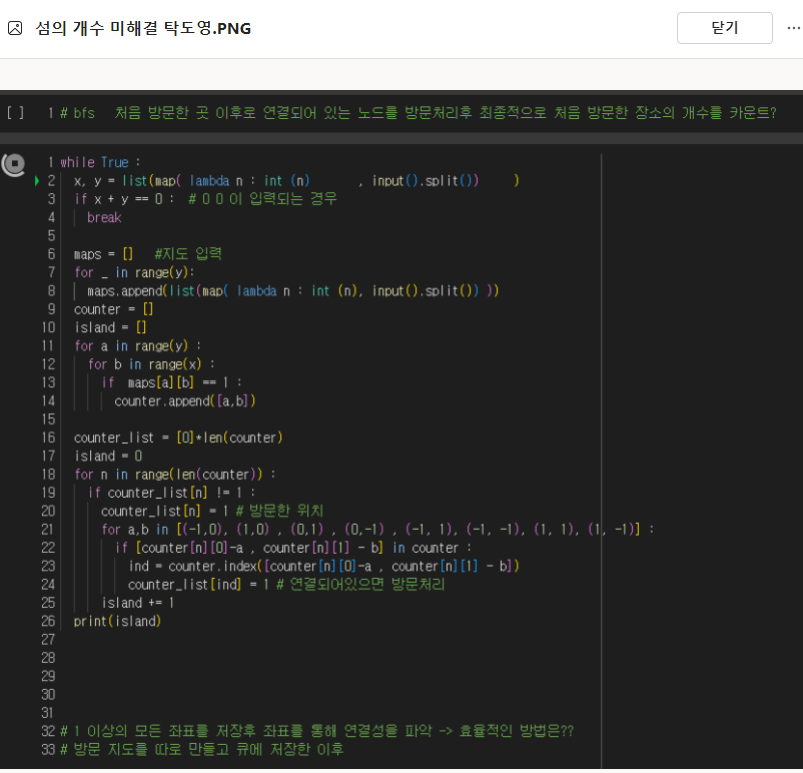 섬의 개수 미해결 탁도영.PNG
닫기
[ ] 1 # bfs 처음 방문한 곳 이후로 연결되어 있는 노드를 방문처리후 최종적으로 처음 방문한 장소의 개수를 카운트?
1 while True :
2 x, y = list(map( lambda n : int (n) , input().split()) )
3 if x + y == 0 : # 0 0 이 입력되는 경우
4 break
5
6 maps = [] #지도 입력
7 for _ in range(y):
8 maps.append(list(map( lambda n : int (n), input().split()) ))
9 counter = []
10 island = []
11 for a in range(y) :
12 for b in range(x) :
13 if maps[a][b] == 1 :
14 counter.append([a,b])
15
16 counter_list = [0]*len(counter)
17 island = 0
18 for n in range(len(counter)) :
19 if counter_list[n] != 1 :
20 counter_list[n] = 1 # 방문한 위치
21 for a,b in [(-1,0), (1,0) , (0,1) , (0,-1) , (-1, 1), (-1, -1), (1, 1), (1, -1)] :
22 if [counter[n][0]-a , counter[n][1] - b] in counter :
23 ind = counter.index([counter[n][0]-a , counter[n][1] - b])
24 counter_list[ind] = 1 # 연결되어있으면 방문처리
25 island += 1
26 print(island)
27
28
29
30
31
32 # 1 이상의 모든 좌표를 저장후 좌표를 통해 연결성을 파악 -> 효율적인 방법은??
33 # 방문 지도를 따로 만들고 큐에 저장한 이후